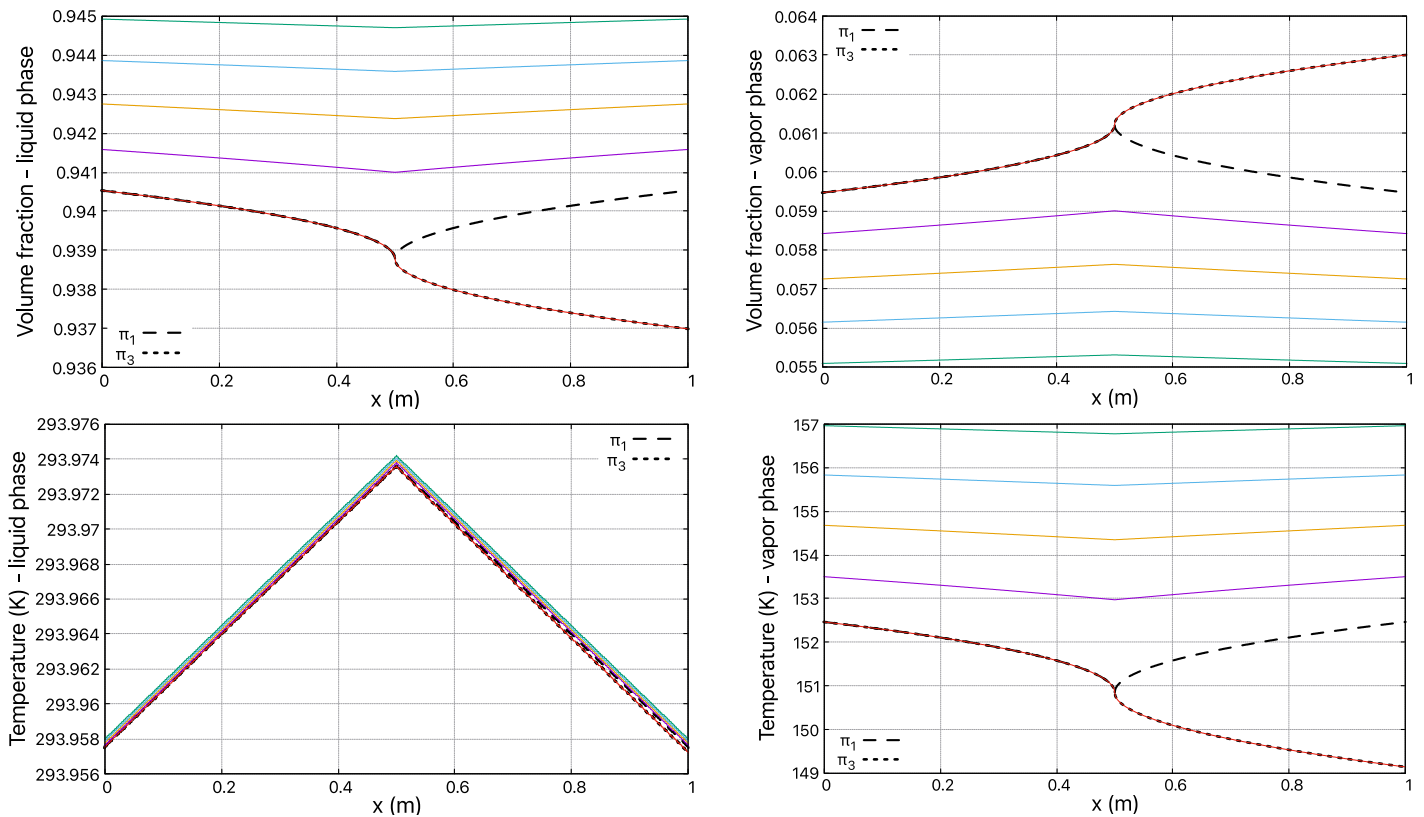 Volume fraction – liquid phase
0.945
0.944
0.943
0.942
0.941
0.94
0.939
0.938
0.937
0.936
π1
π3
0 0.2 0.4 0.6 0.8 1
x (m)
Volume fraction – vapor phase
0.064
0.063
0.062
0.061
0.06
0.059
0.058
0.057
0.056
0.055
π1
π3
0 0.2 0.4 0.6 0.8 1
x (m)
Temperature (K) – liquid phase
293.976
293.974
293.972
293.97
293.968
293.966
293.964
293.962
293.96
293.958
293.956
π1
π3
0 0.2 0.4 0.6 0.8 1
x (m)
Temperature (K) – vapor phase
157
156
155
154
153
152
151
150
149
π1
π3
0 0.2 0.4 0.6 0.8 1
x (m)